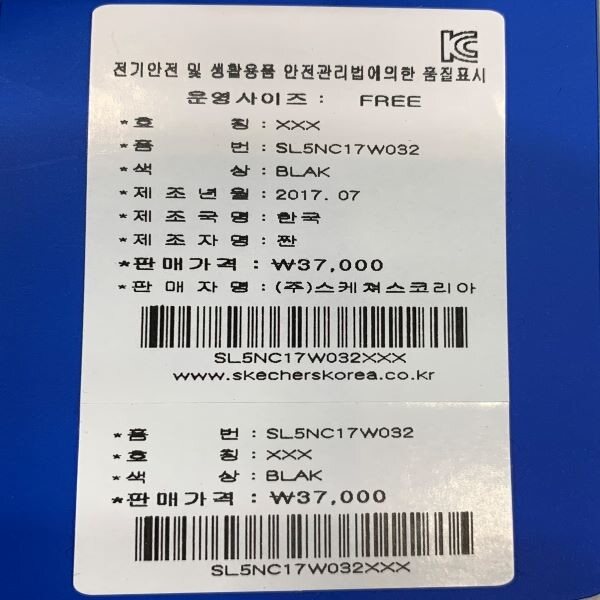 KC
전기안전 및 생활용품 안전관리법에의한 품질표시
운영사이즈 : FREE
*호 칭 : XXX
*품 번 : SL5NC17W032
*색 상 : BLAK
*제 조 년 월 : 2017. 07
*제 조 국 명 : 한국
*제 조 자 명 : 짠
*판 매 가 격 : ₩37,000
*판 매 자 명 : (주)스케쳐스코리아
SL5NC17W032XXX
www.skecherskorea.co.kr
*품 번 : SL5NC17W032
*호 칭 : XXX
*색 상 : BLAK
*판 매 가 격 : ₩37,000
SL5NC17W032XXX